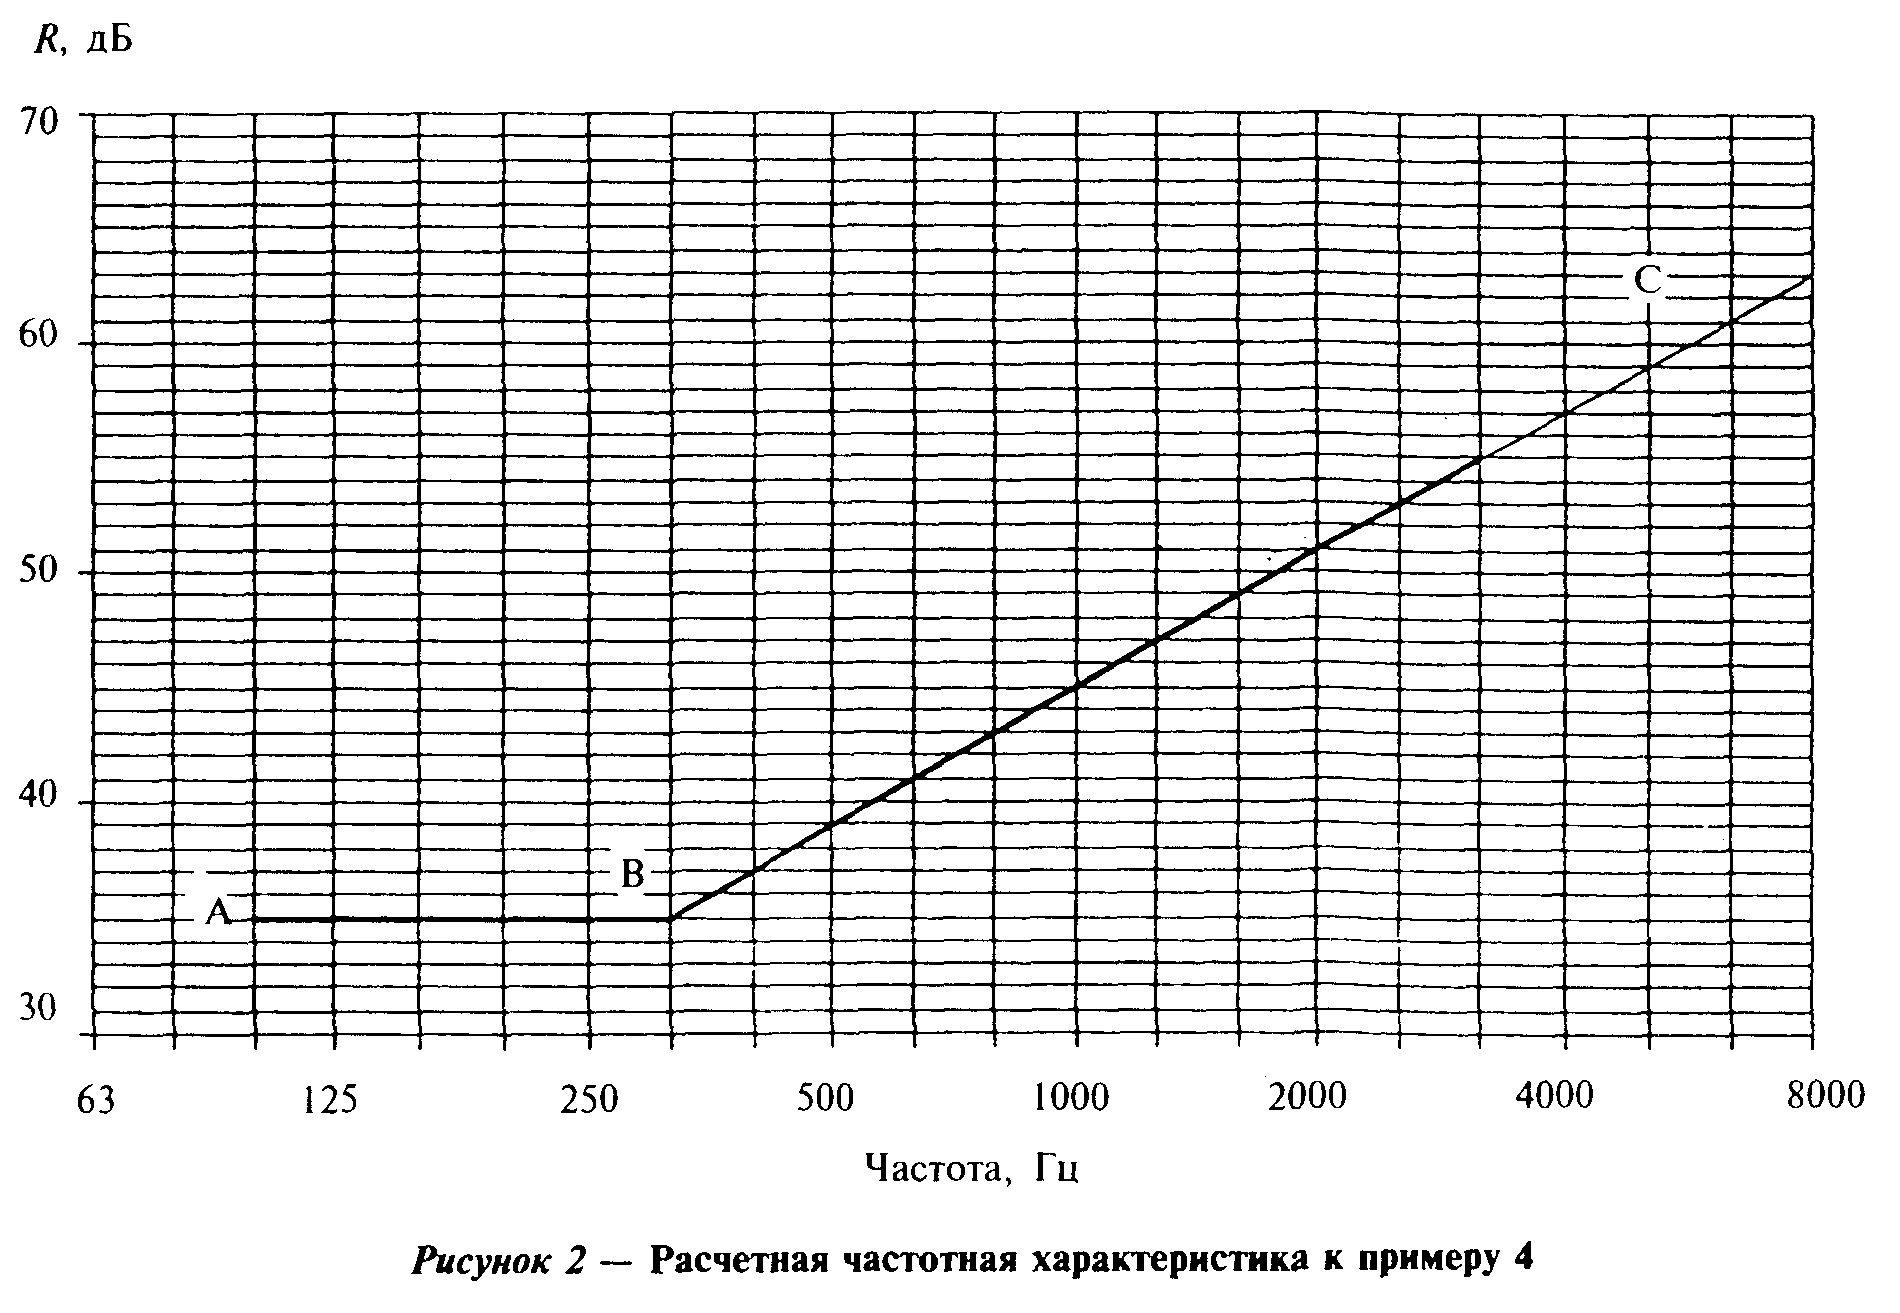 R, дБ
70
60
50
40
30
A
B
C
63 125 250 500 1000 2000 4000 8000
Частота, Гц
Рисунок 2 — Расчетная частотная характеристика к примеру 4